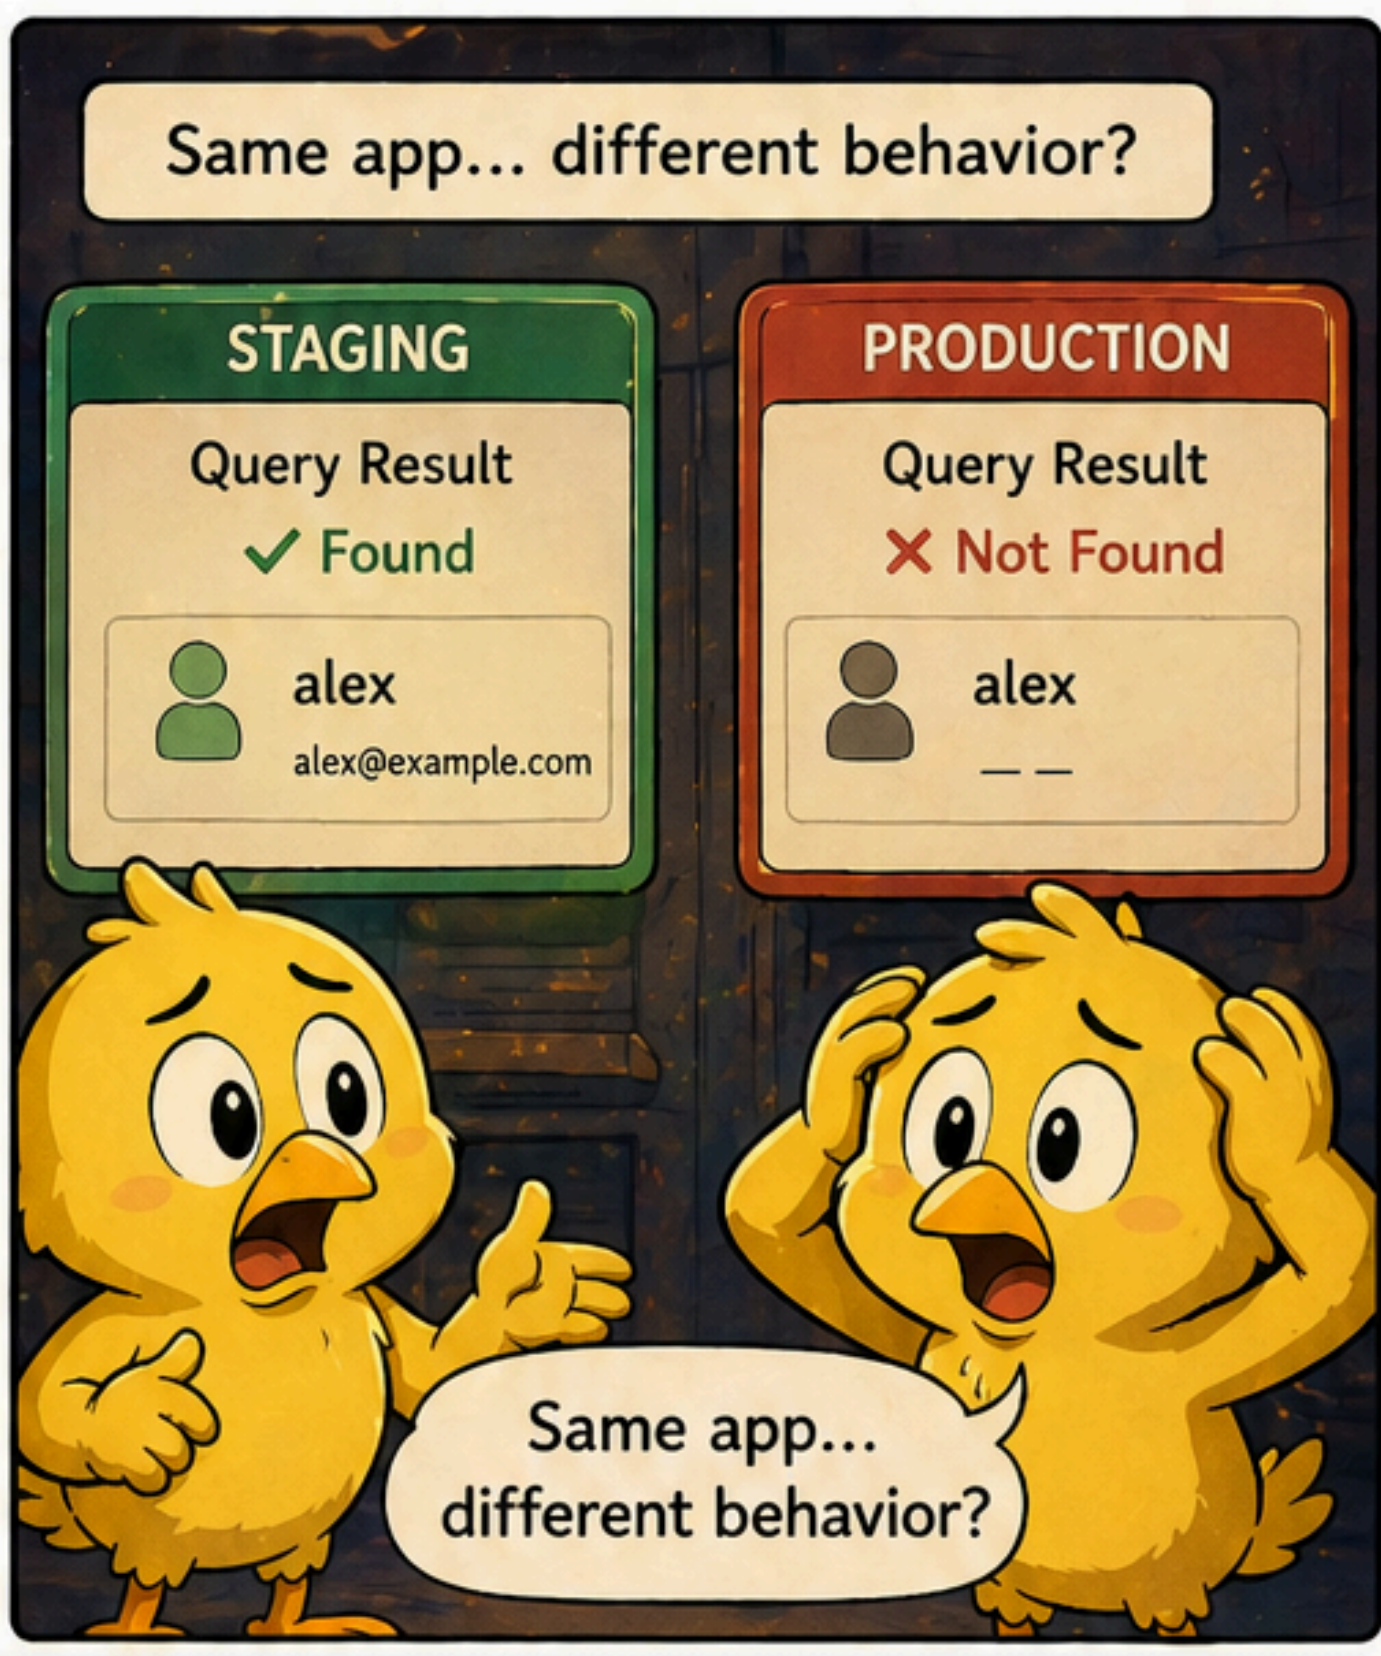 Same app... different behavior?
STAGING
Query Result
✓ Found
alex
alex@example.com
PRODUCTION
Query Result
✗ Not Found
alex
— —
Same app...
different behavior?